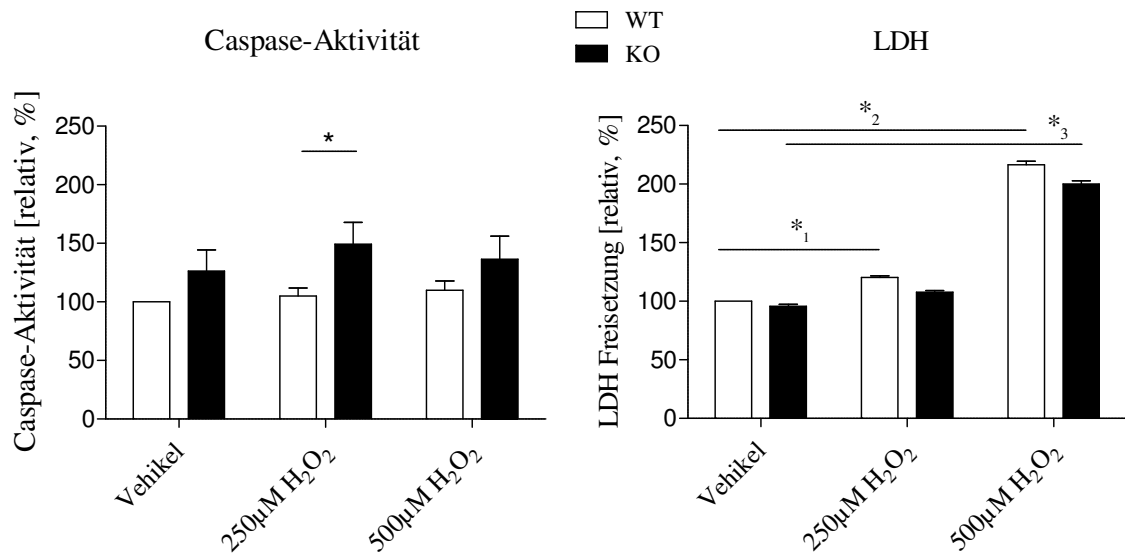 WT
KO
Caspase-Aktivität
Caspase-Aktivität [relativ, %]
250
200
150
100
50
0
*
Vehikel
250µM H₂O₂
500µM H₂O₂
LDH
LDH Freisetzung [relativ, %]
250
200
150
100
50
0
*₂
*₃
*₁
Vehikel
250µM H₂O₂
500µM H₂O₂